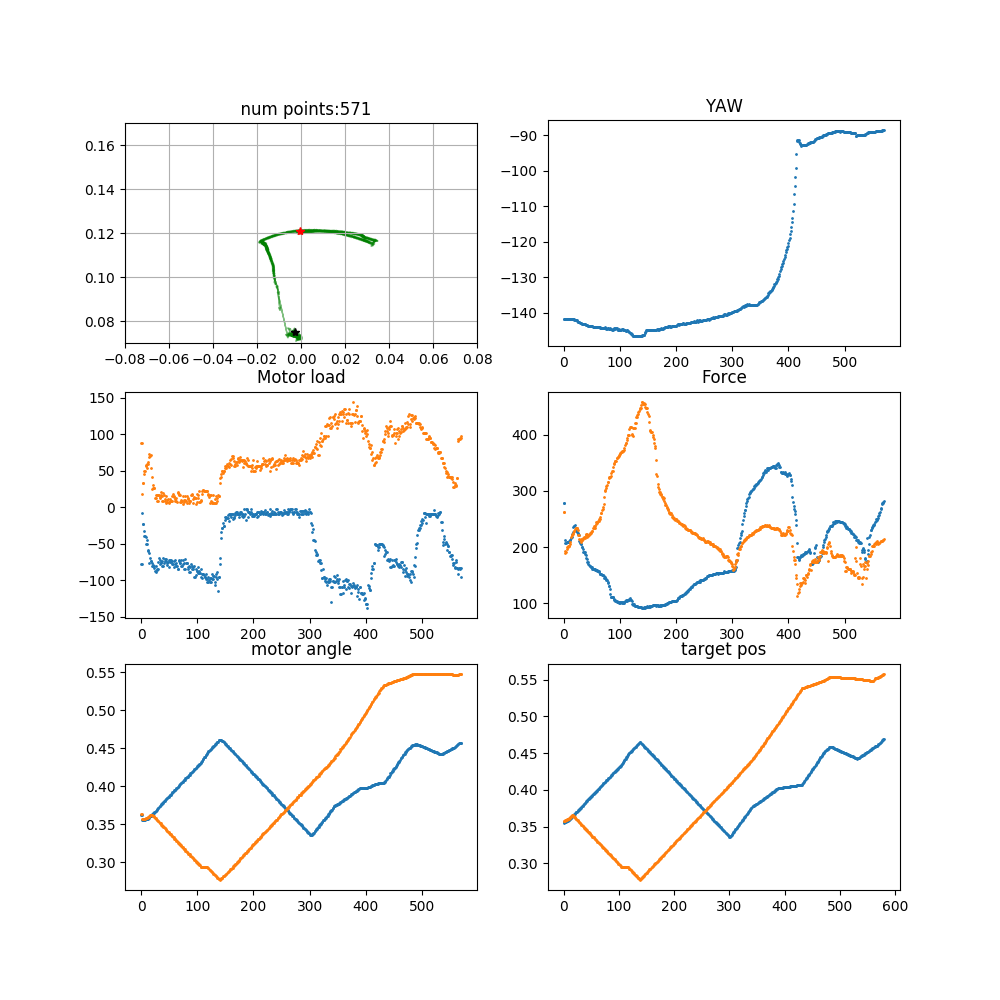 num points:571
YAW
0.16
0.14
0.12
0.10
0.08
−0.08 −0.06 −0.04 −0.02 0.00 0.02 0.04 0.06 0.08
−90
−100
−110
−120
−130
−140
0 100 200 300 400 500
Motor load
Force
150
100
50
0
−50
−100
−150
0 100 200 300 400 500
400
300
200
100
0 100 200 300 400 500
motor angle
target pos
0.55
0.50
0.45
0.40
0.35
0.30
0 100 200 300 400 500
0.55
0.50
0.45
0.40
0.35
0.30
0 100 200 300 400 500 600